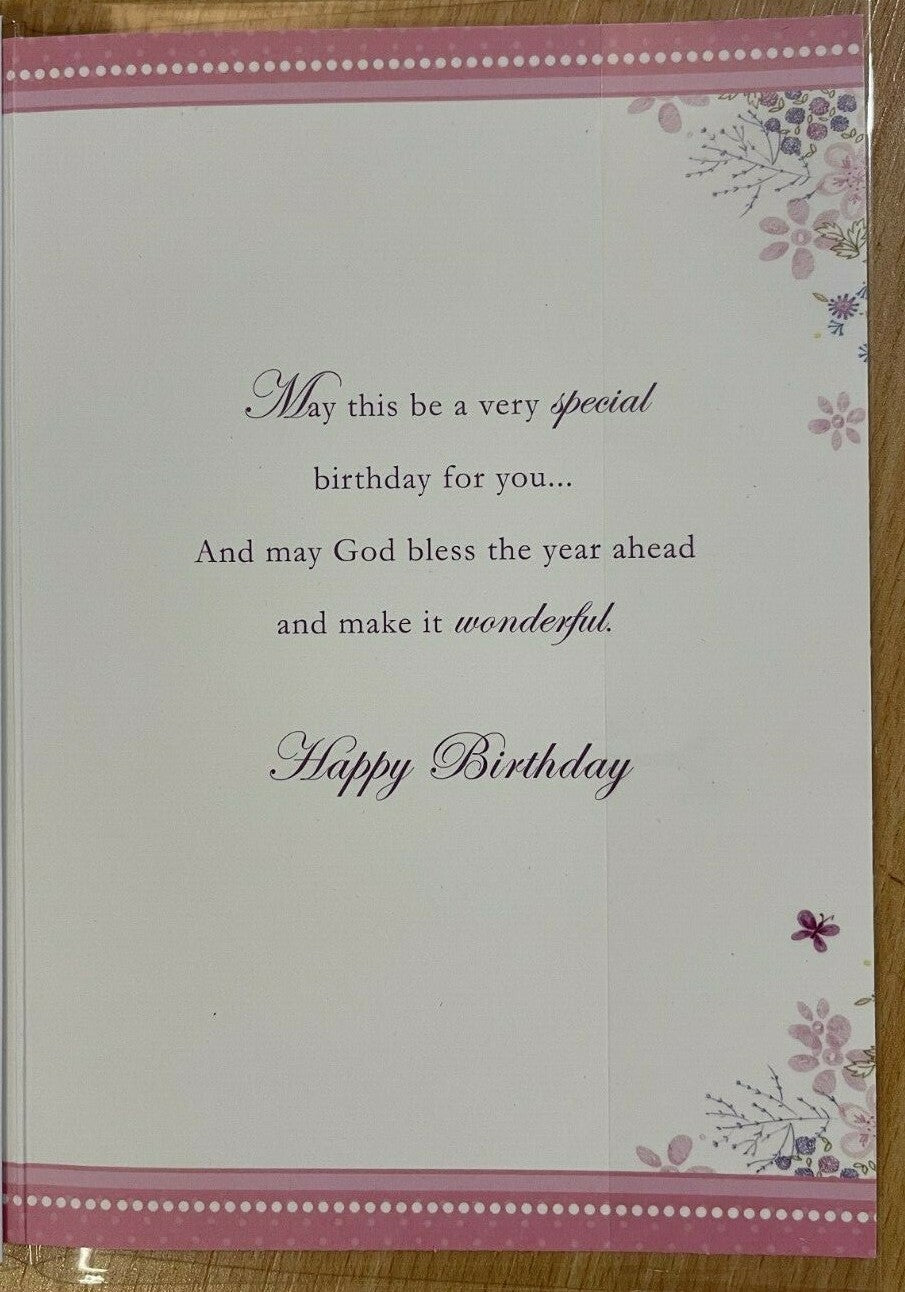 May this be a very special
birthday for you...
And may God bless the year ahead
and make it wonderful.
Happy Birthday